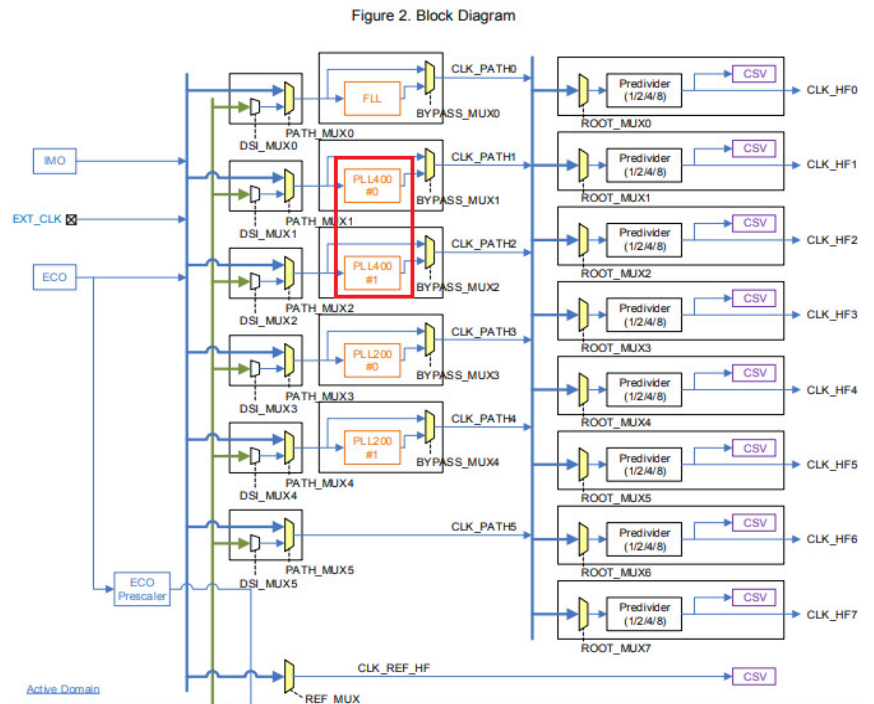 Figure 2. Block Diagram
IMO
EXT_CLK
ECO
ECO
Prescaler
Active Domain
DSI_MUX0
PATH_MUX0
FLL
BYPASS_MUX0
CLK_PATH0
DSI_MUX1
PATH_MUX1
PLL400
#0
BYPASS_MUX1
CLK_PATH1
DSI_MUX2
PATH_MUX2
PLL400
#1
BYPASS_MUX2
CLK_PATH2
DSI_MUX3
PATH_MUX3
PLL200
#0
BYPASS_MUX3
CLK_PATH3
DSI_MUX4
PATH_MUX4
PLL200
#1
BYPASS_MUX4
CLK_PATH4
DSI_MUX5
PATH_MUX5
CLK_PATH5
REF_MUX
CLK_REF_HF
CSV
ROOT_MUX0
Predivider
(1/2/4/8)
CSV
CLK_HF0
ROOT_MUX1
Predivider
(1/2/4/8)
CSV
CLK_HF1
ROOT_MUX2
Predivider
(1/2/4/8)
CSV
CLK_HF2
ROOT_MUX3
Predivider
(1/2/4/8)
CSV
CLK_HF3
ROOT_MUX4
Predivider
(1/2/4/8)
CSV
CLK_HF4
ROOT_MUX5
Predivider
(1/2/4/8)
CSV
CLK_HF5
ROOT_MUX6
Predivider
(1/2/4/8)
CSV
CLK_HF6
ROOT_MUX7
Predivider
(1/2/4/8)
CSV
CLK_HF7